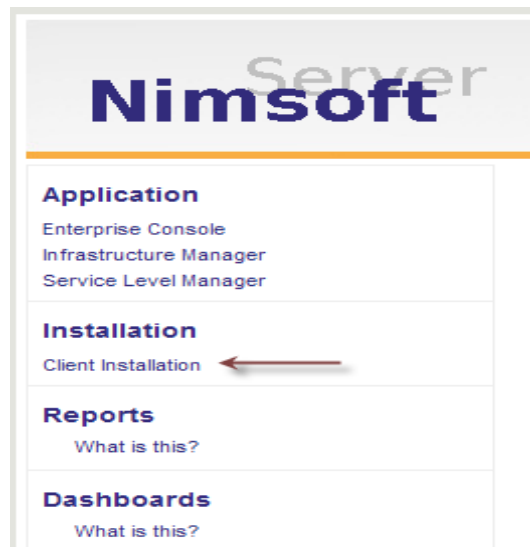 Server
Nimsoft
Application
Enterprise Console
Infrastructure Manager
Service Level Manager
Installation
Client Installation
Reports
What is this?
Dashboards
What is this?